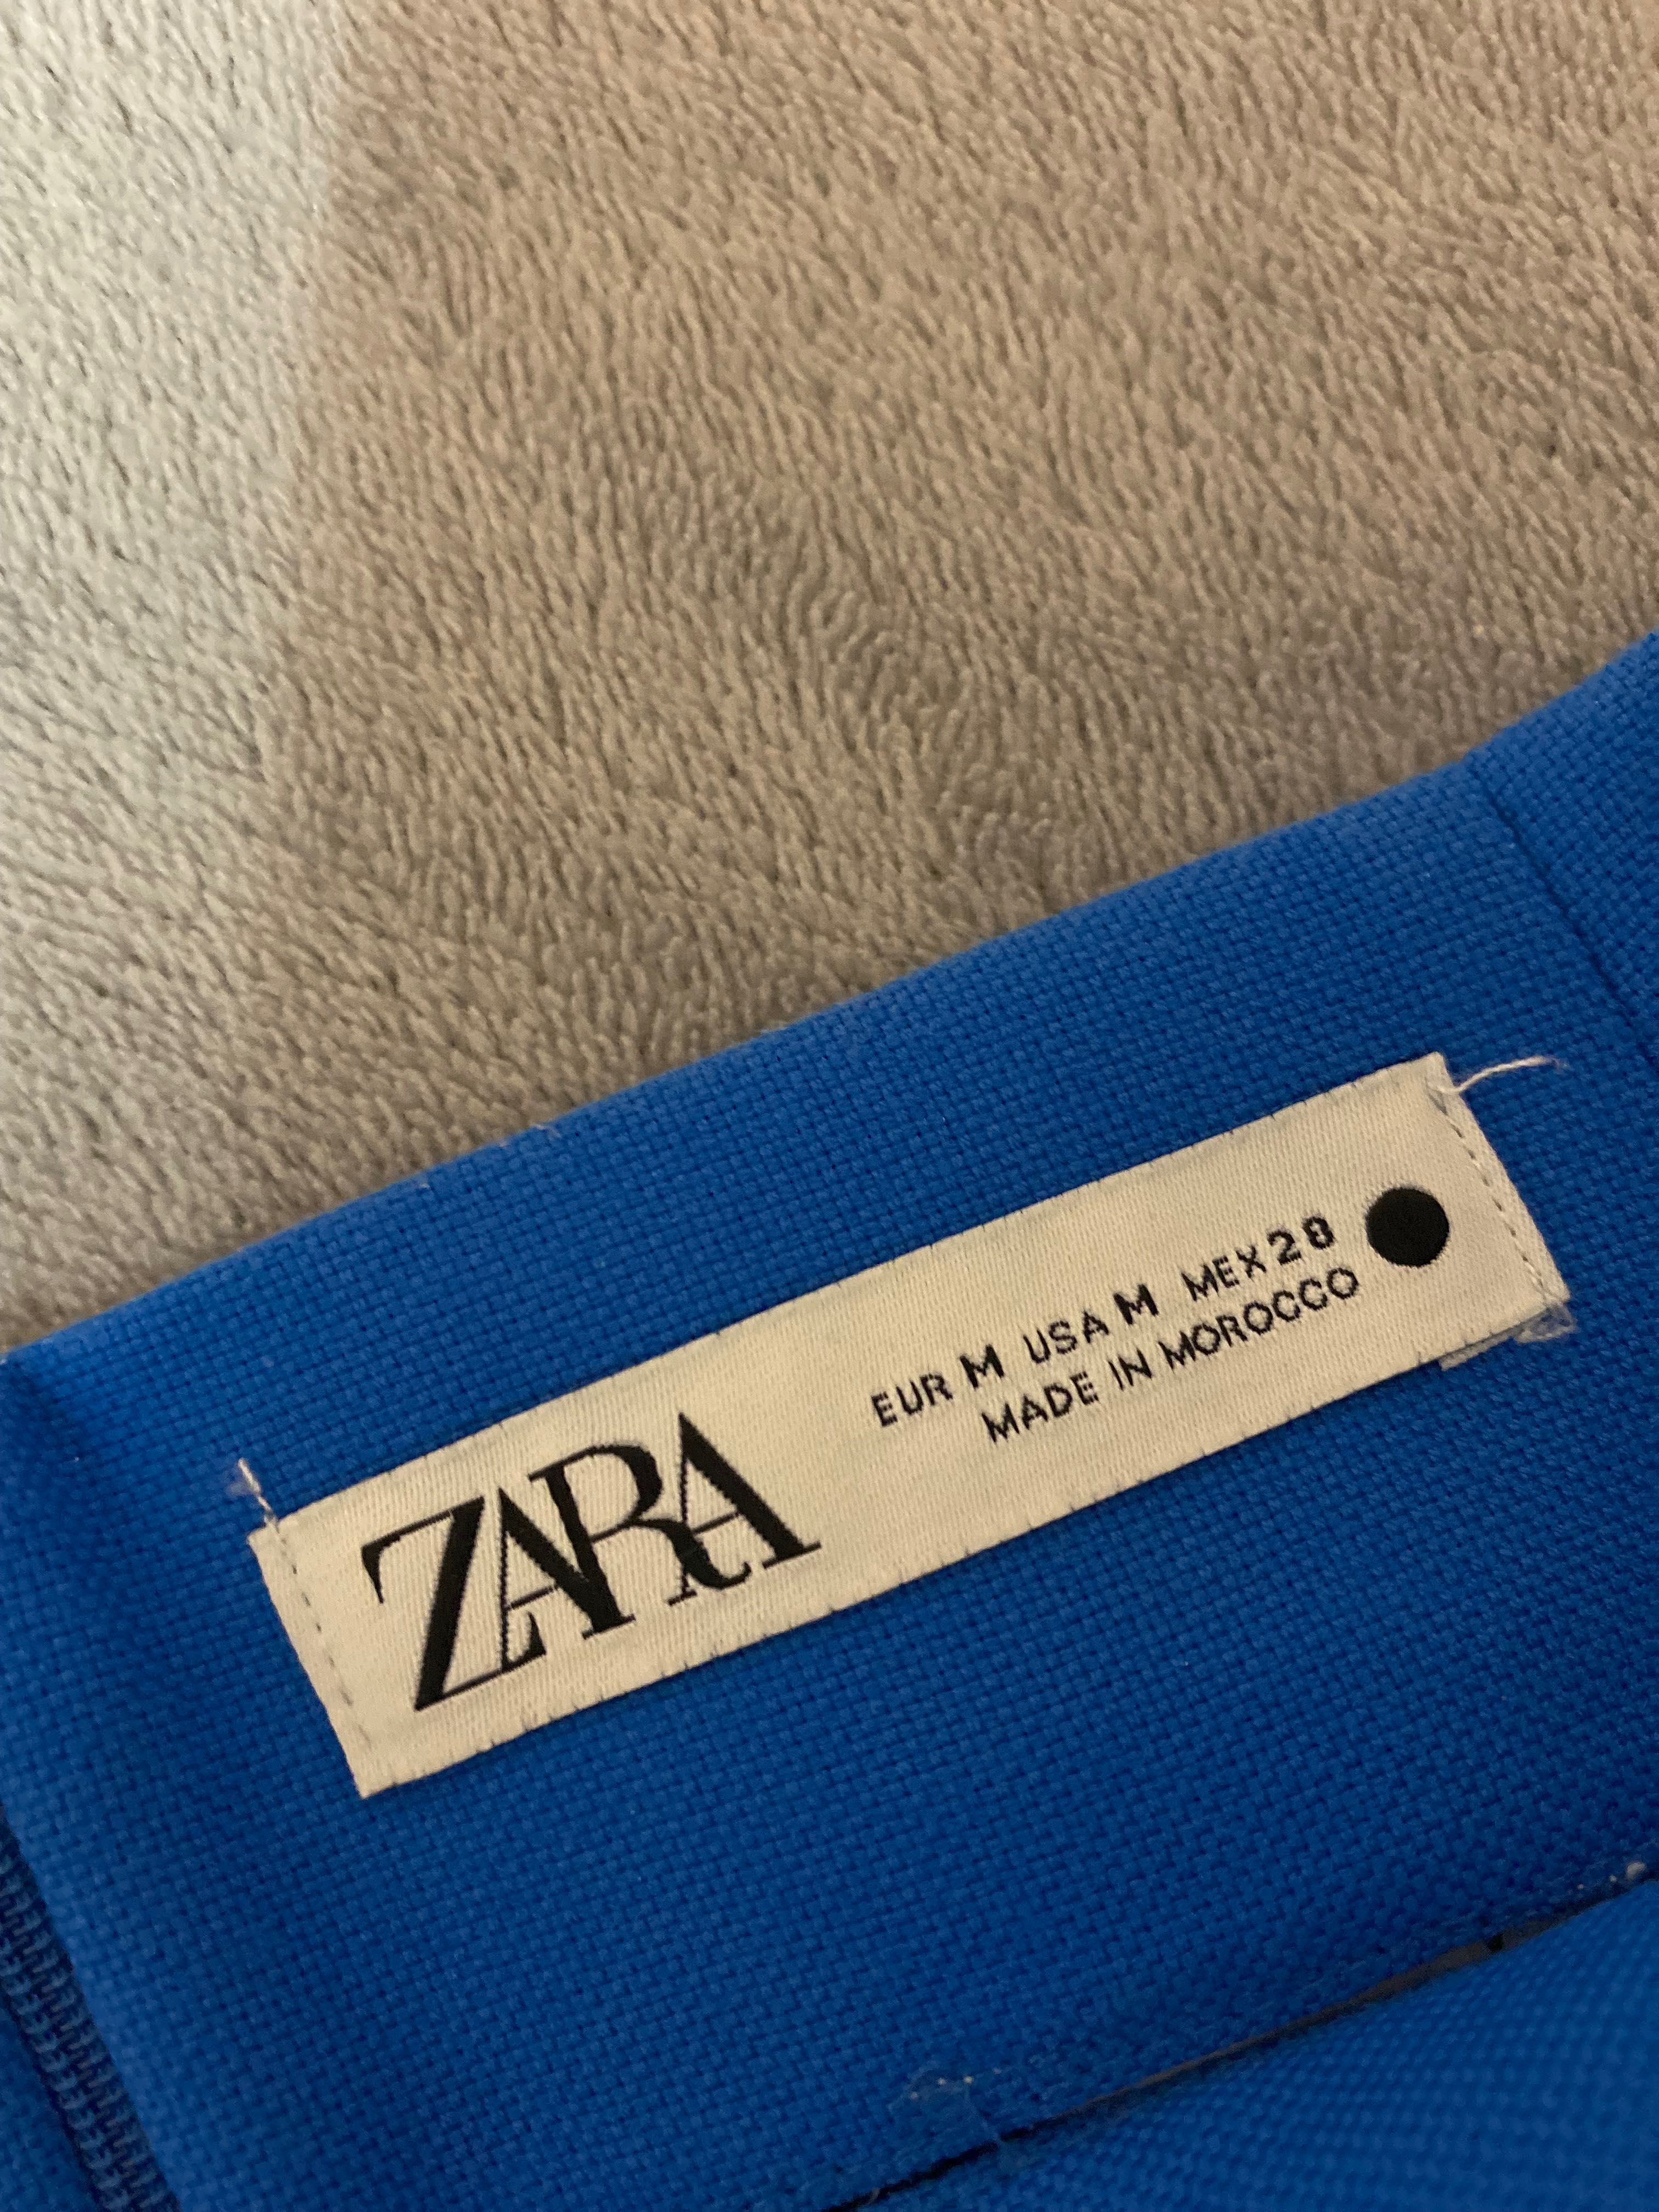 ZARA
EUR M USA M MEX 28
MADE IN MOROCCO